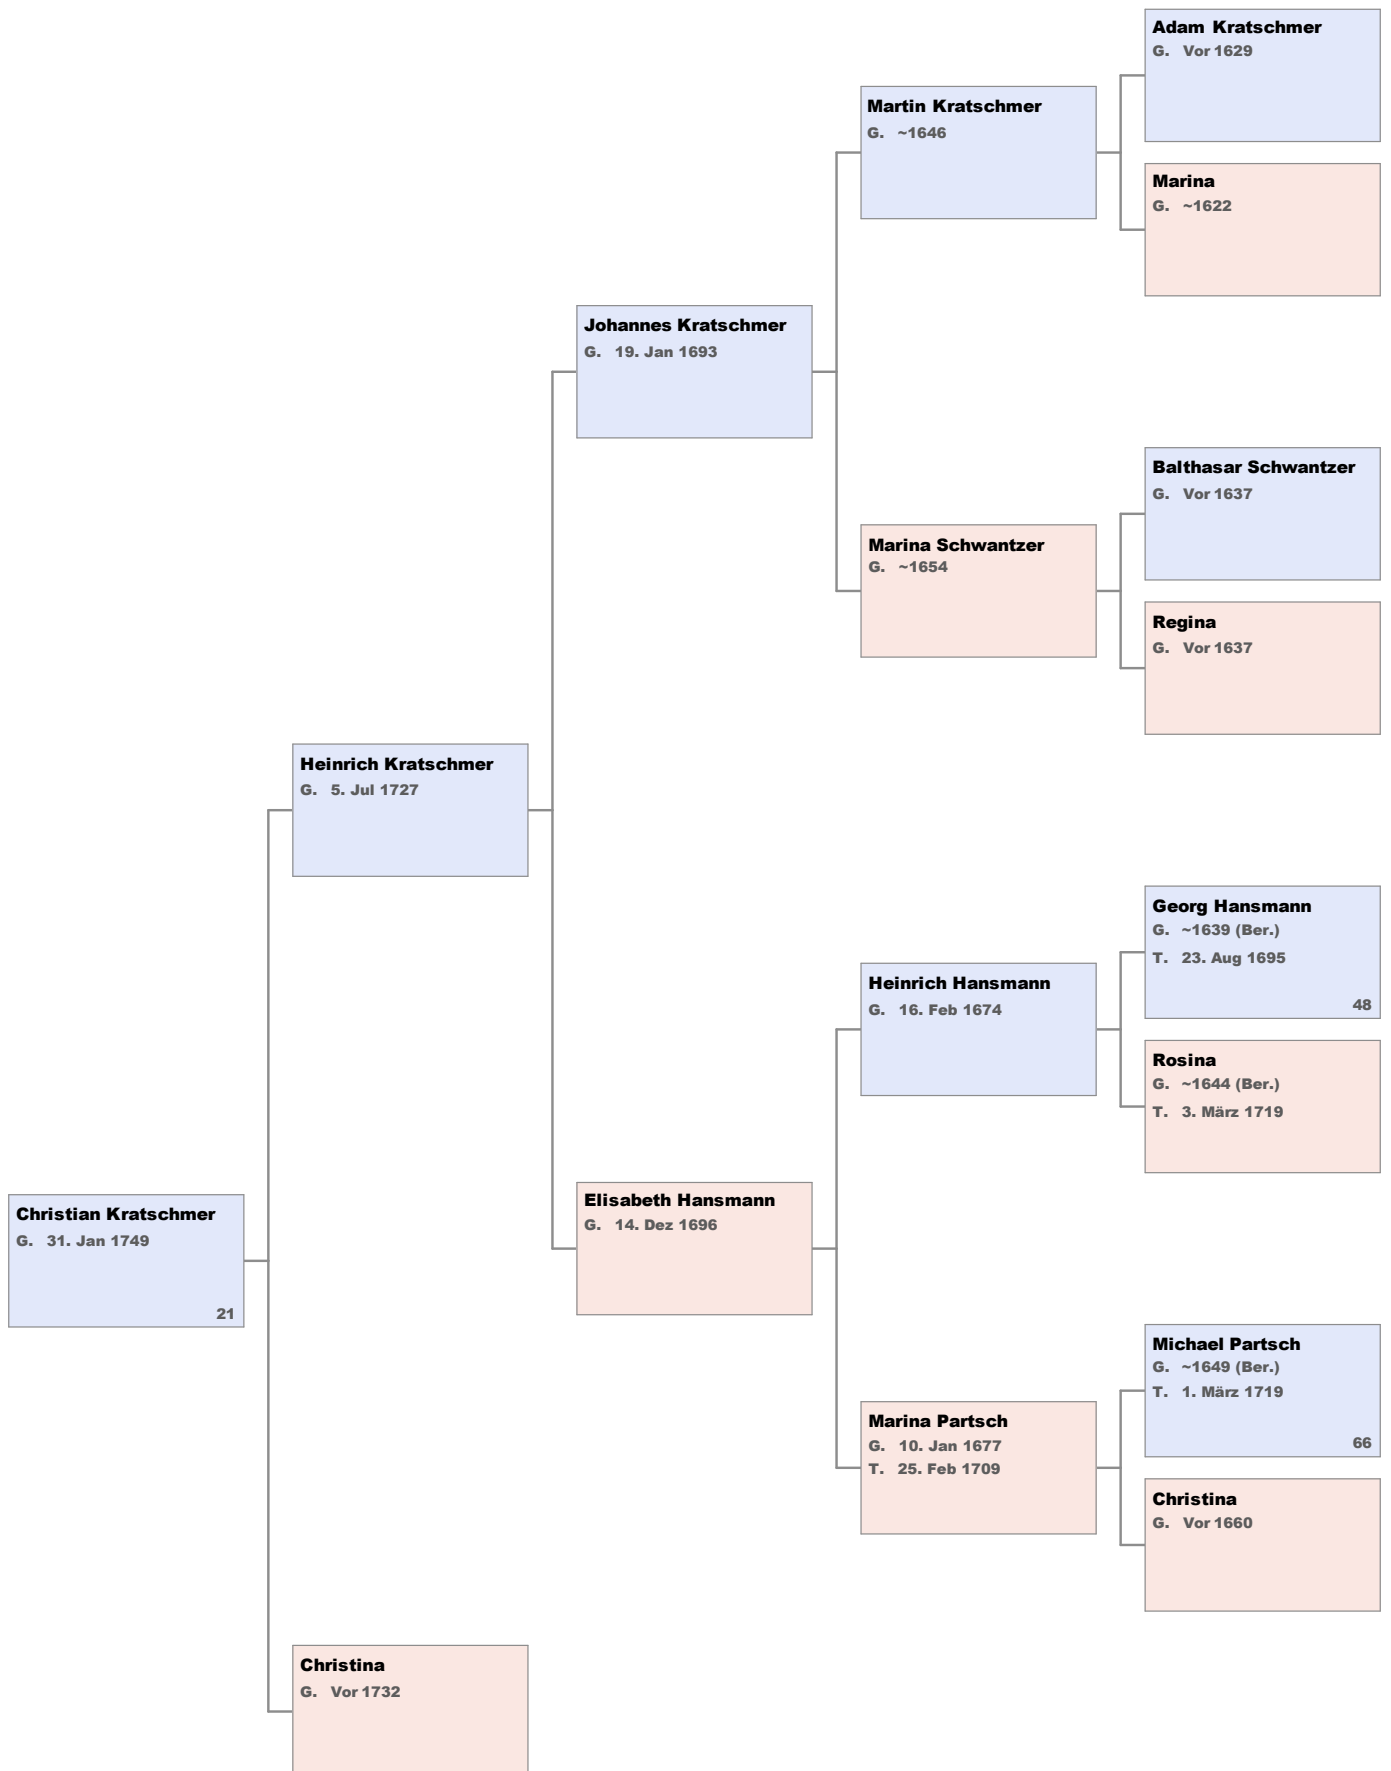 Adam Kratschmer
G. Vor 1629
Martin Kratschmer
G. ~1646
Marina
G. ~1622
Johannes Kratschmer
G. 19. Jan 1693
Balthasar Schwantzer
G. Vor 1637
Marina Schwantzer
G. ~1654
Regina
G. Vor 1637
Heinrich Kratschmer
G. 5. Jul 1727
Georg Hansmann
G. ~1639 (Ber.)
T. 23. Aug 1695
48
Heinrich Hansmann
G. 16. Feb 1674
Rosina
G. ~1644 (Ber.)
T. 3. März 1719
Elisabeth Hansmann
G. 14. Dez 1696
Christian Kratschmer
G. 31. Jan 1749
21
Michael Partsch
G. ~1649 (Ber.)
T. 1. März 1719
66
Marina Partsch
G. 10. Jan 1677
T. 25. Feb 1709
Christina
G. Vor 1660
Christina
G. Vor 1732